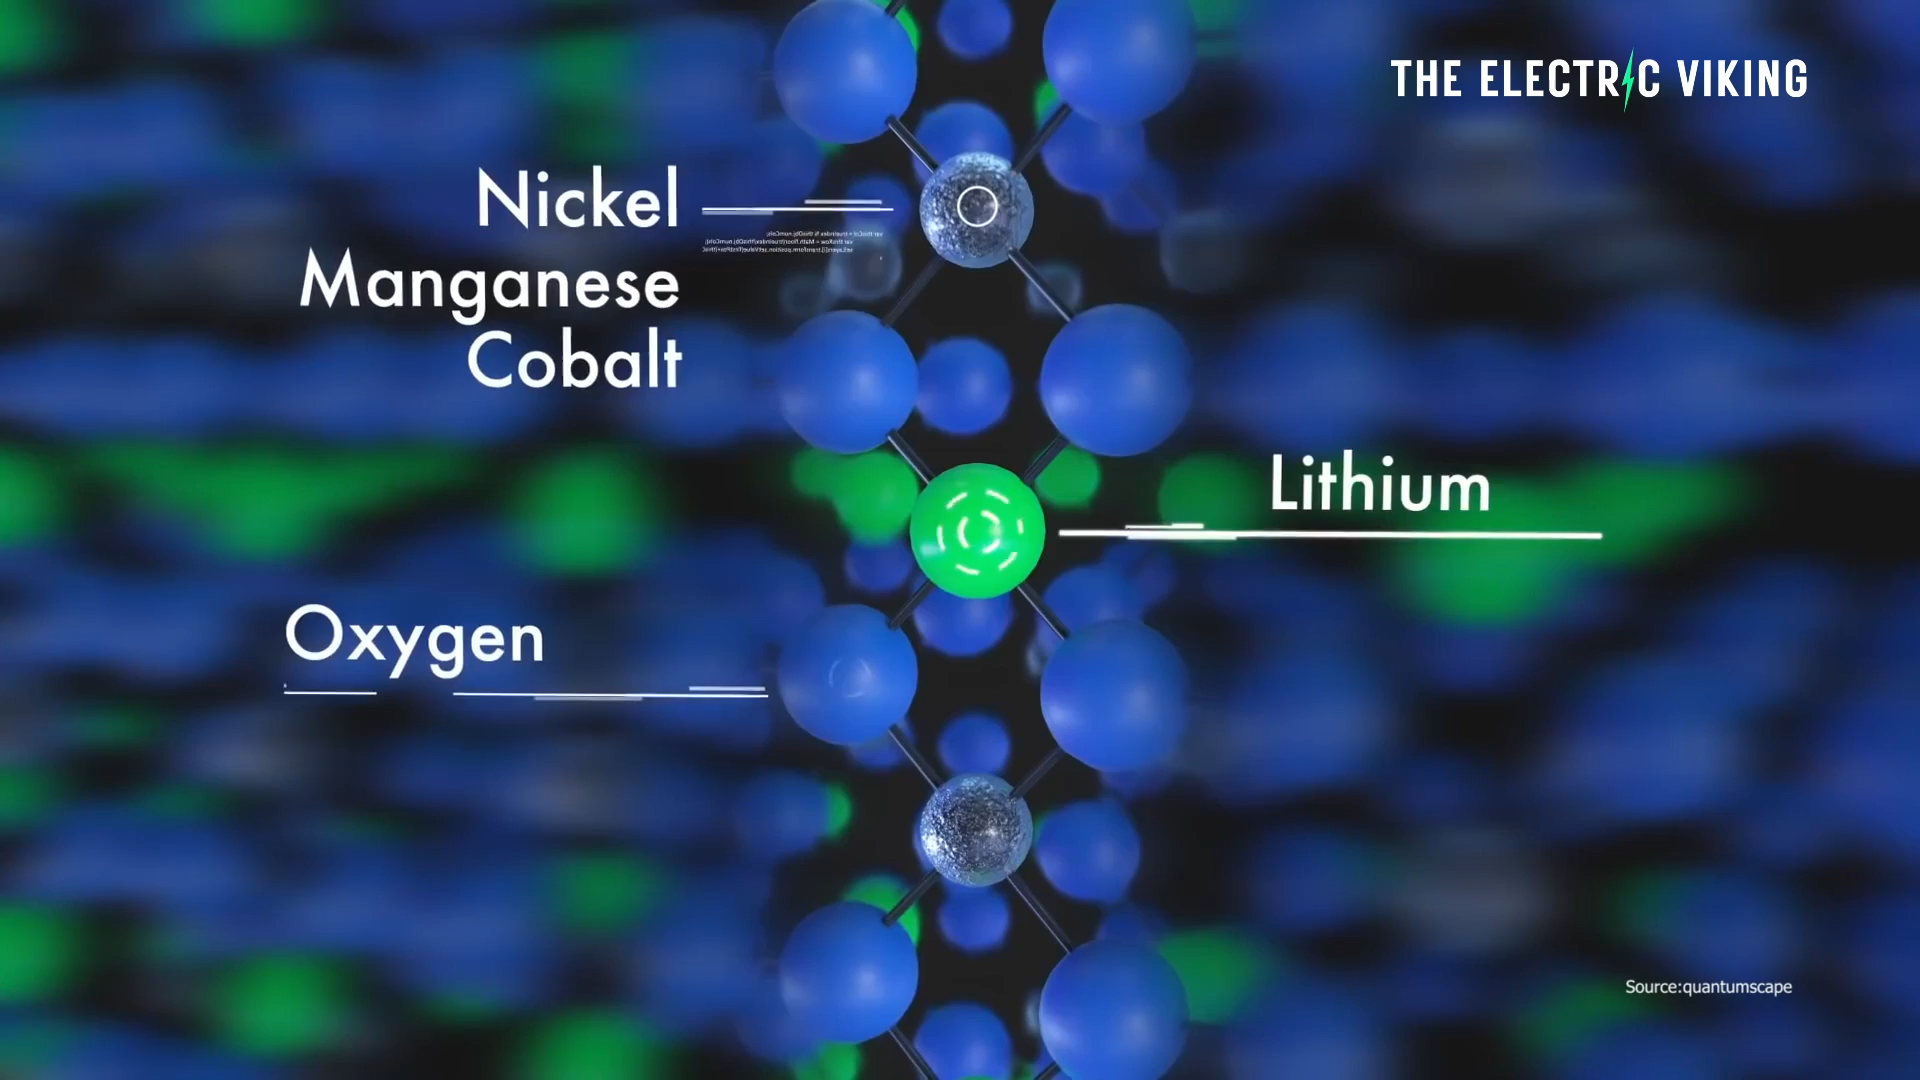 THE ELECTRIC VIKING
Nickel
Manganese
Cobalt
Lithium
Oxygen
Source:quantumscape